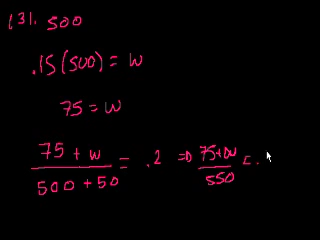 131. 500
.15(500) = W
75 = W
75 + W / 500 + 50 = .2 ⇒ 75+W / 550 = .